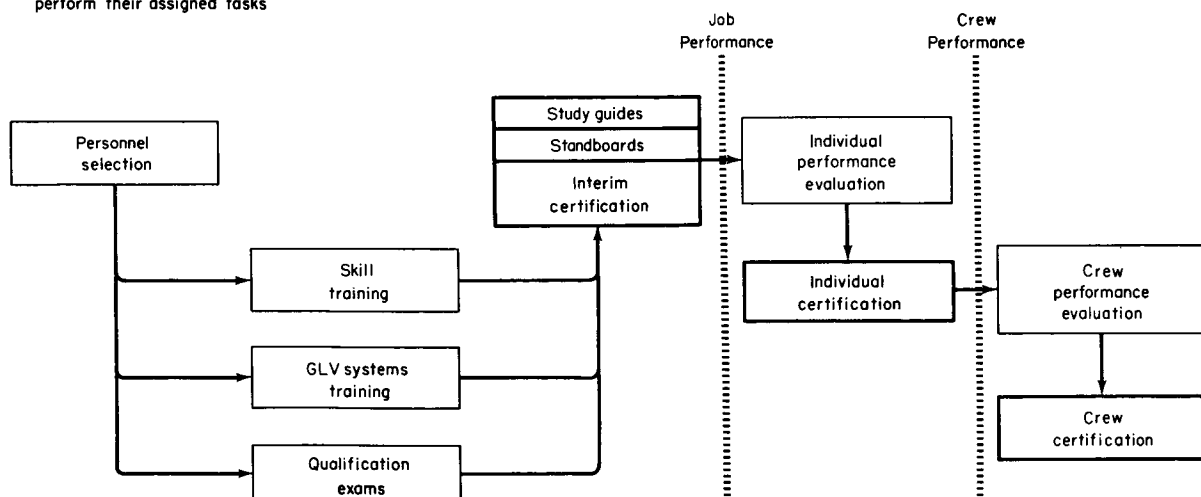 perform their assigned tasks
Job
Performance
Crew
Performance
Personnel
selection
Study guides
Standboards
Interim
certification
Individual
performance
evaluation
Skill
training
Individual
certification
Crew
performance
evaluation
GLV systems
training
Crew
certification
Qualification
exams